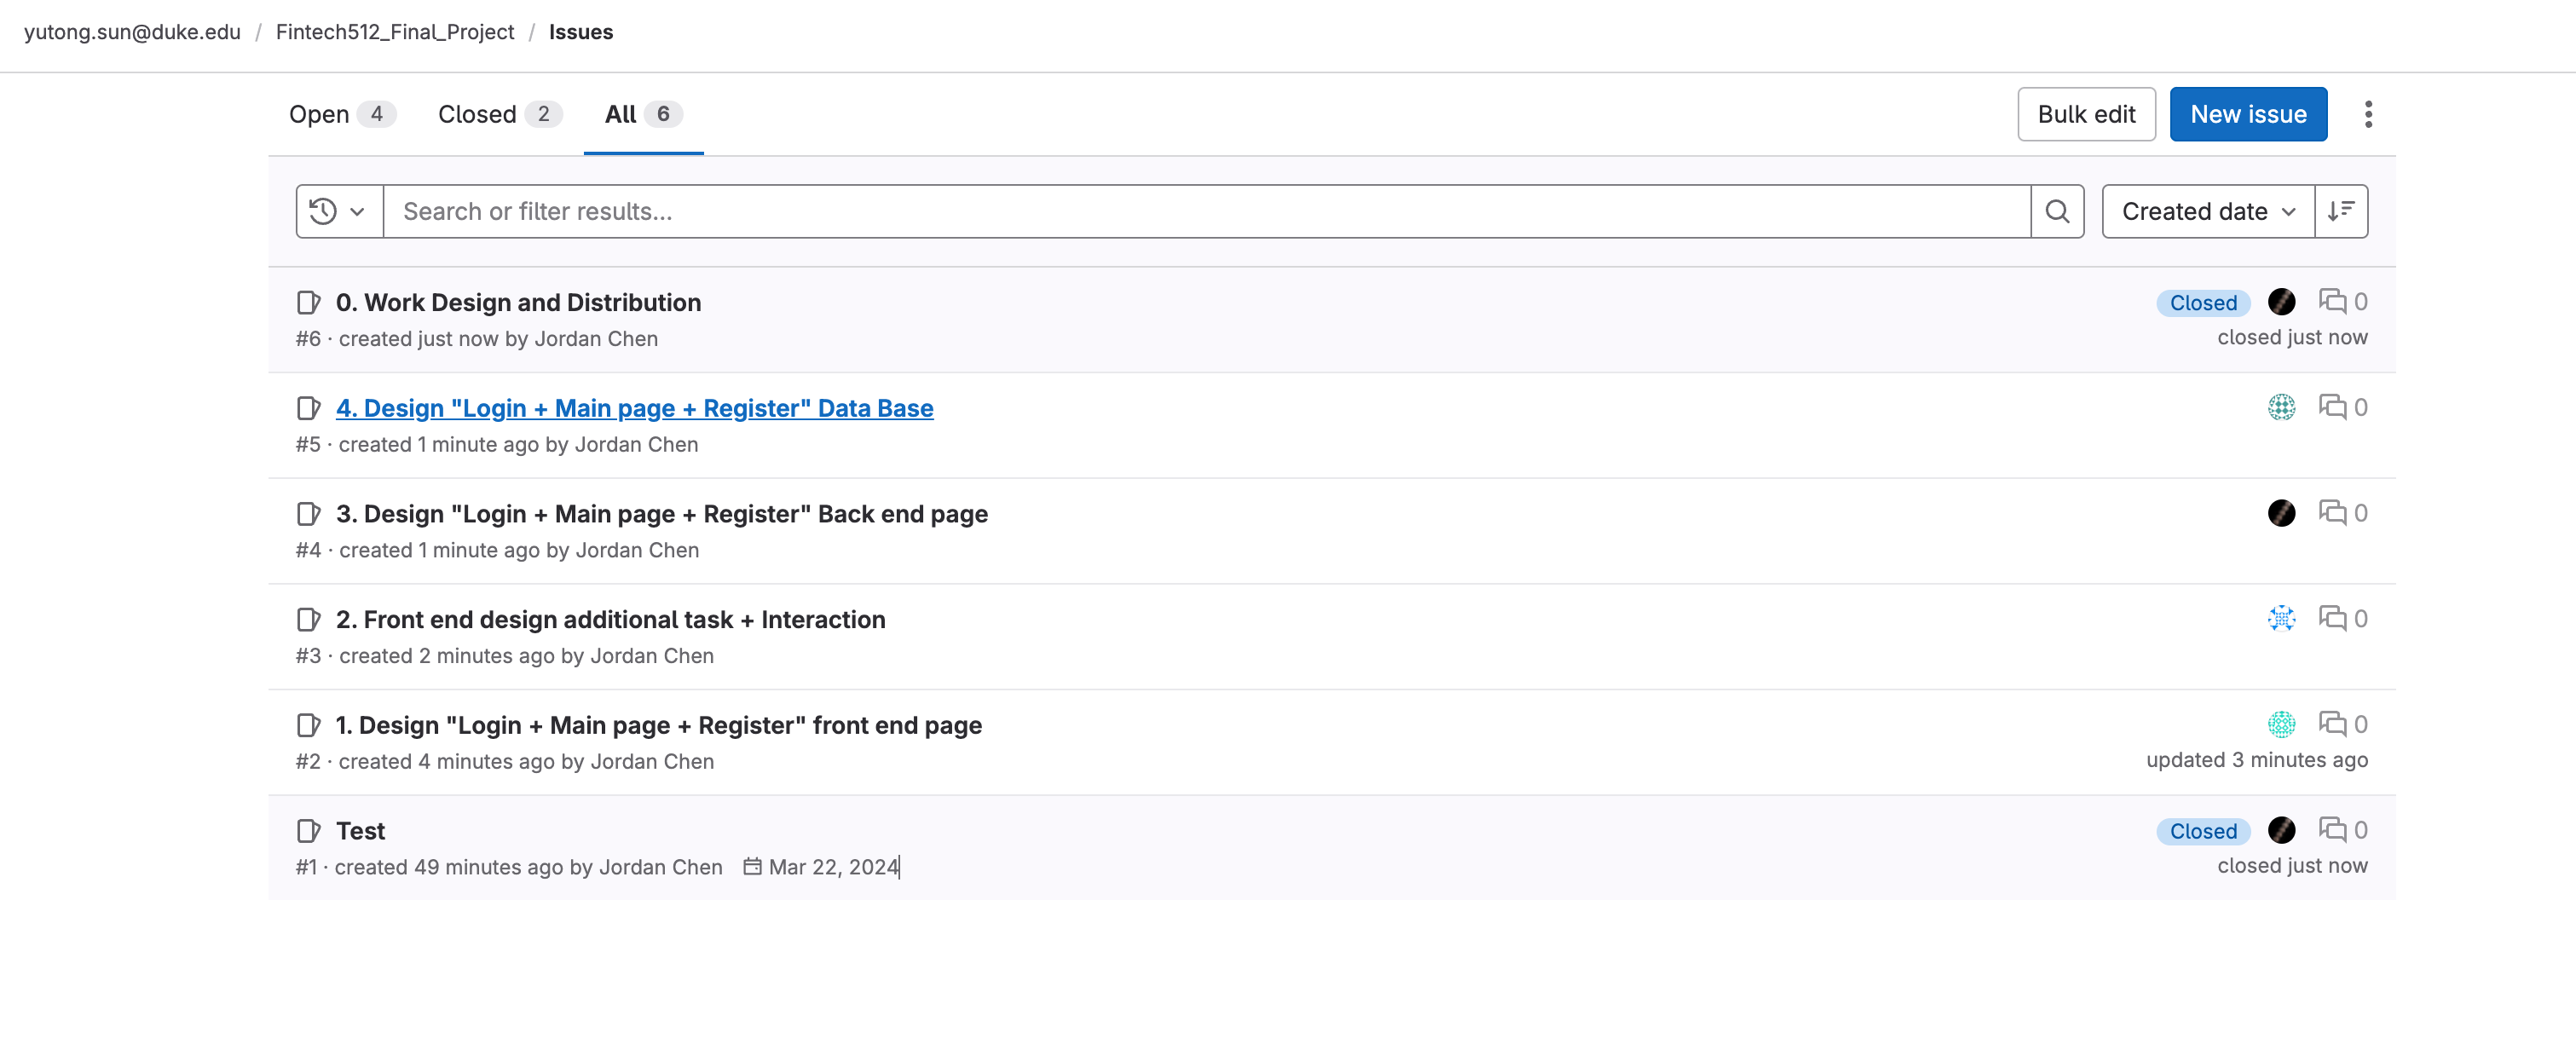 yutong.sun@duke.edu / Fintech512_Final_Project / Issues
Open 4 Closed 2 All 6 Bulk edit New issue
Search or filter results... Created date
0. Work Design and Distribution Closed 0
#6 · created just now by Jordan Chen closed just now
4. Design "Login + Main page + Register" Data Base 0
#5 · created 1 minute ago by Jordan Chen
3. Design "Login + Main page + Register" Back end page 0
#4 · created 1 minute ago by Jordan Chen
2. Front end design additional task + Interaction 0
#3 · created 2 minutes ago by Jordan Chen
1. Design "Login + Main page + Register" front end page 0
#2 · created 4 minutes ago by Jordan Chen updated 3 minutes ago
Test Closed 0
#1 · created 49 minutes ago by Jordan Chen Mar 22, 2024 closed just now